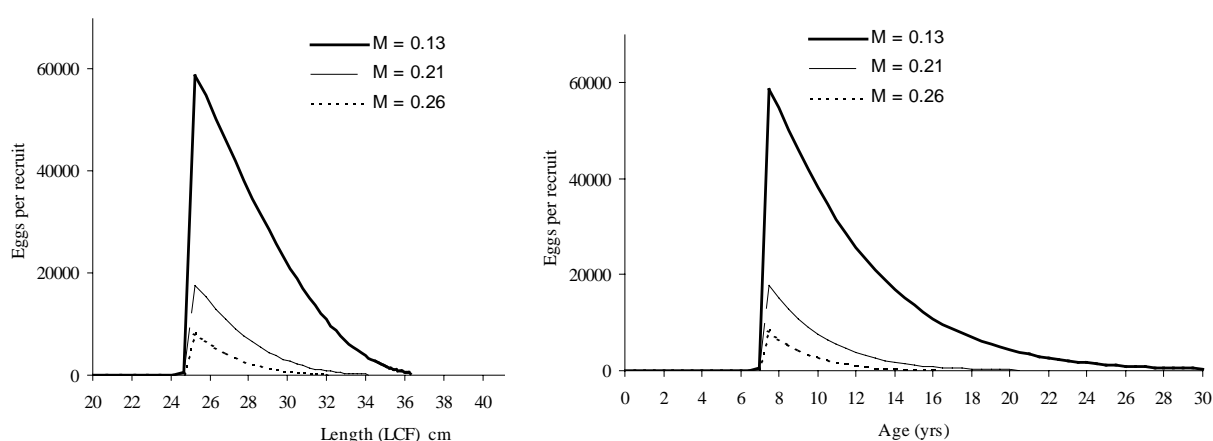 M = 0.13
M = 0.21
M = 0.26
60000
40000
20000
0
Eggs per recruit
20 22 24 26 28 30 32 34 36 38 40
Length (LCF) cm
M = 0.13
M = 0.21
M = 0.26
60000
40000
20000
0
Eggs per recruit
0 2 4 6 8 10 12 14 16 18 20 22 24 26 28 30
Age (yrs)